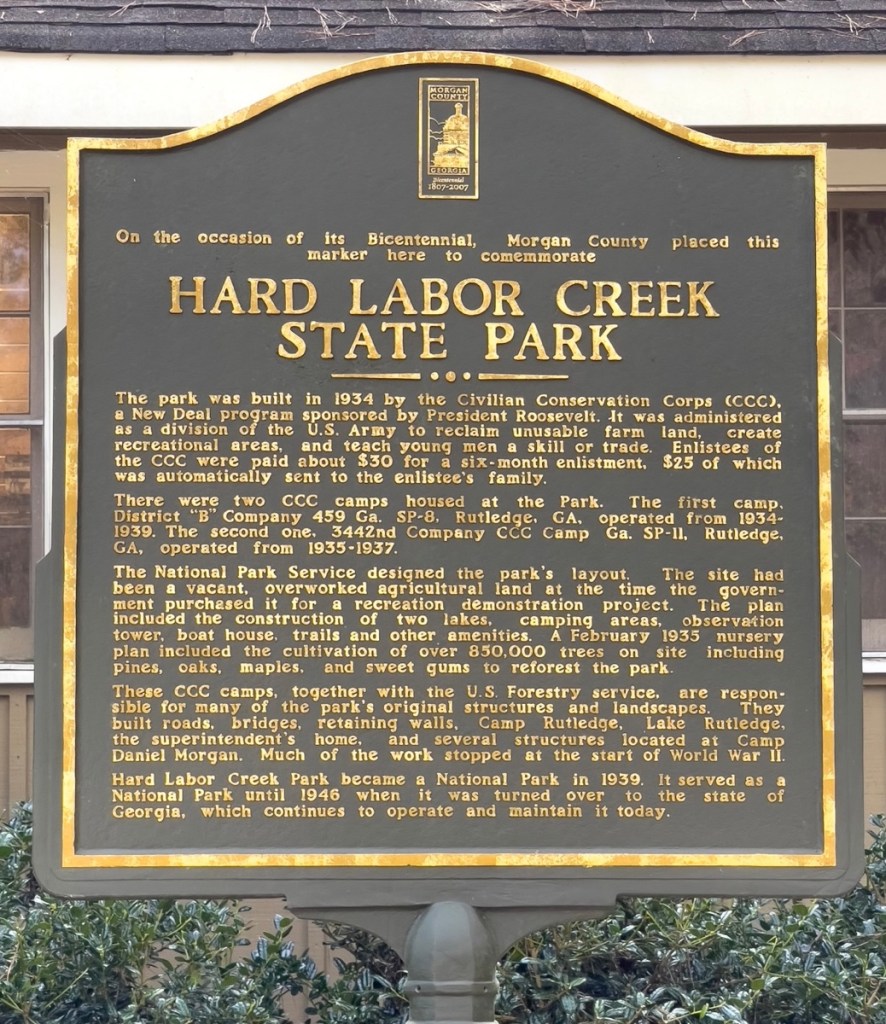 MORGAN
COUNTY
GEORGIA
Bicentennial
1807-2007
On the occasion of its Bicentennial, Morgan County placed this
marker here to comemmorate
HARD LABOR CREEK
STATE PARK
The park was built in 1934 by the Civilian Conservation Corps (CCC),
a New Deal program sponsored by President Roosevelt. It was administered
as a division of the U.S. Army to reclaim unusable farm land, create
recreational areas, and teach young men a skill or trade. Enlistees of
the CCC were paid about $30 for a six-month enlistment, $25 of which
was automatically sent to the enlistee's family.
There were two CCC camps housed at the Park. The first camp,
District "B" Company 459 Ga. SP-8, Rutledge, GA, operated from 1934-
1939. The second one, 3442nd Company CCC Camp Ga. SP-11, Rutledge,
GA, operated from 1935-1937.
The National Park Service designed the park's layout. The site had
been a vacant, overworked agricultural land at the time the govern-
ment purchased it for a recreation demonstration project. The plan
included the construction of two lakes, camping areas, observation
tower, boat house, trails and other amenities. A February 1935 nursery
plan included the cultivation of over 850,000 trees on site including
pines, oaks, maples, and sweet gums to reforest the park.
These CCC camps, together with the U.S. Forestry service, are respon-
sible for many of the park's original structures and landscapes. They
built roads, bridges, retaining walls, Camp Rutledge, Lake Rutledge,
the superintendent's home, and several structures located at Camp
Daniel Morgan. Much of the work stopped at the start of World War II.
Hard Labor Creek Park became a National Park in 1939. It served as a
National Park until 1946 when it was turned over to the state of
Georgia, which continues to operate and maintain it today.